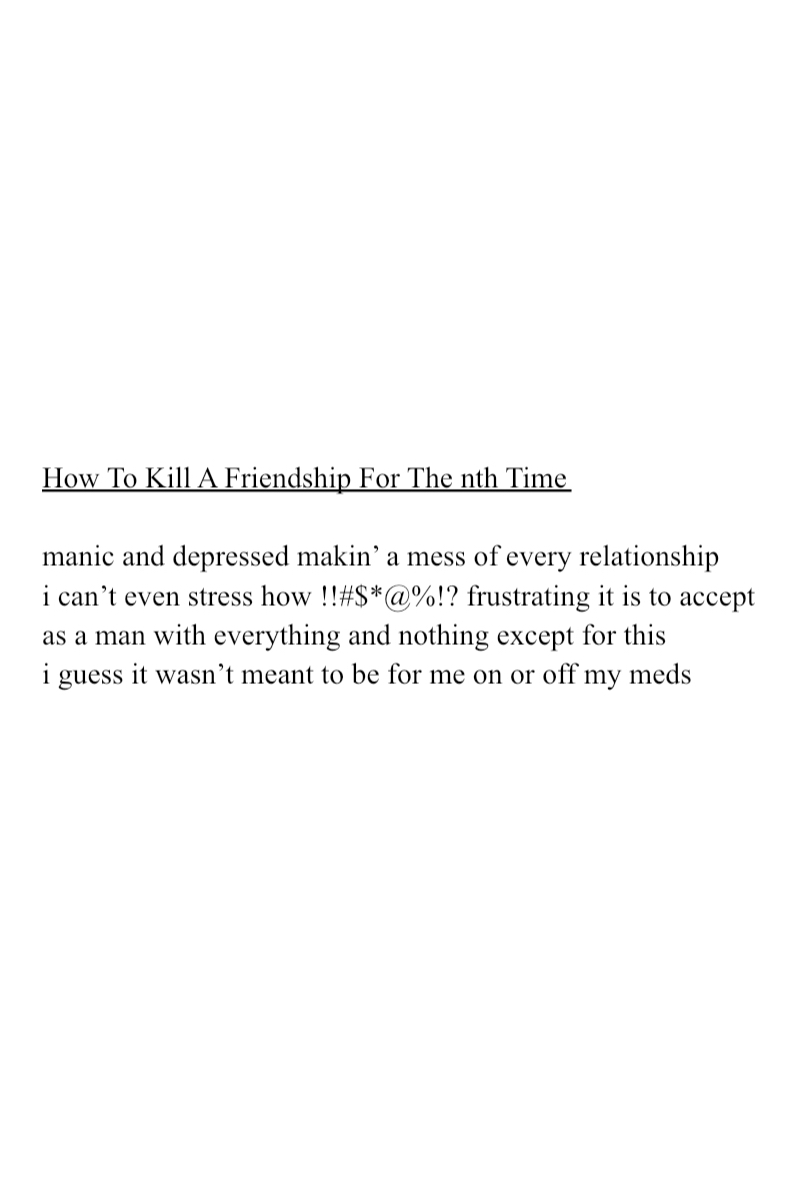 How To Kill A Friendship For The nth Time
manic and depressed makin’ a mess of every relationship
i can’t even stress how !!#$*@%!? frustrating it is to accept
as a man with everything and nothing except for this
i guess it wasn’t meant to be for me on or off my meds